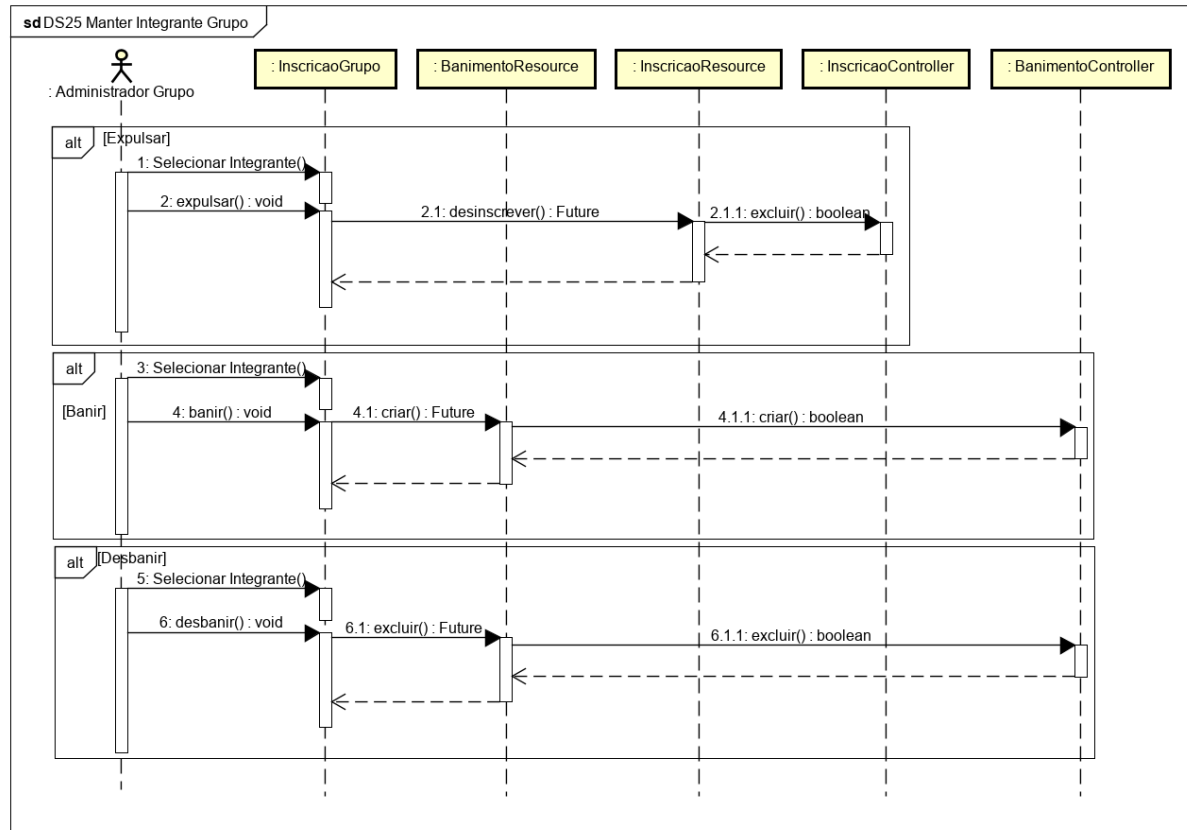 sd DS25 Manter Integrante Grupo
: Administrador Grupo
: InscricaoGrupo
: BanimentoResource
: InscricaoResource
: InscricaoController
: BanimentoController
alt
[Expulsar]
1: Selecionar Integrante()
2: expulsar() : void
2.1: desinscrever() : Future
2.1.1: excluir() : boolean
alt
[Banir]
3: Selecionar Integrante()
4: banir() : void
4.1: criar() : Future
4.1.1: criar() : boolean
alt
[Desbanir]
5: Selecionar Integrante()
6: desbanir() : void
6.1: excluir() : Future
6.1.1: excluir() : boolean